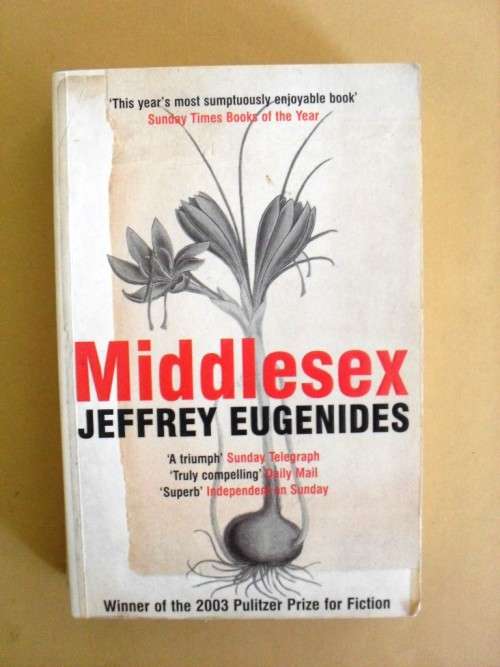 'This year's most sumptuously enjoyable book'
Sunday Times Books of the Year
Middlesex
JEFFREY EUGENIDES
'A triumph' Sunday Telegraph
'Truly compelling' Daily Mail
'Superb' Independent on Sunday
Winner of the 2003 Pulitzer Prize for Fiction